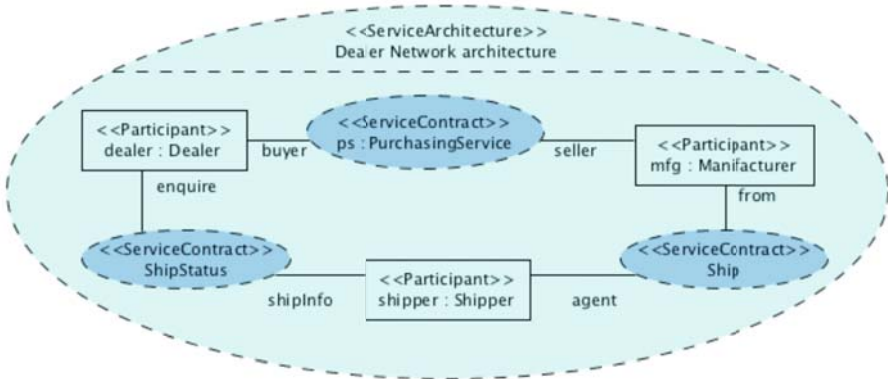 <<ServiceArchitecture>>
Dealer Network architecture
<<Participant>>
dealer : Dealer
buyer
<<ServiceContract>>
ps : PurchasingService
seller
<<Participant>>
mfg : Manifacturer
enquire
from
<<ServiceContract>>
ShipStatus
shipInfo
<<Participant>>
shipper : Shipper
agent
<<ServiceContract>>
Ship